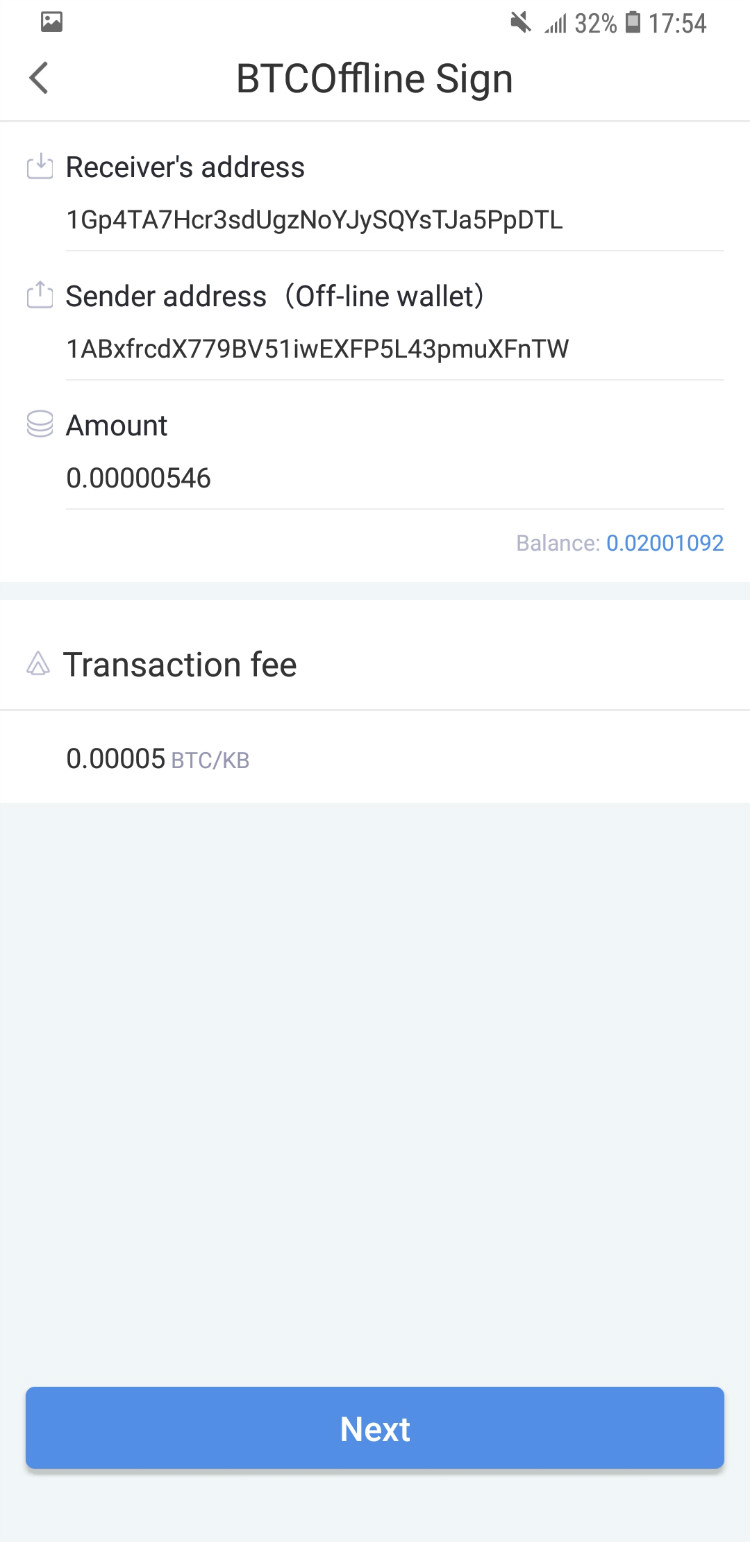 32% 17:54
BTCOffline Sign
Receiver's address
1Gp4TA7Hcr3sdUgzNoYJySQYsTJa5PpDTL
Sender address（Off-line wallet）
1ABxfrcdX779BV51iwEXFP5L43pmuXFnTW
Amount
0.00000546
Balance: 0.02001092
Transaction fee
0.00005 BTC/KB
Next